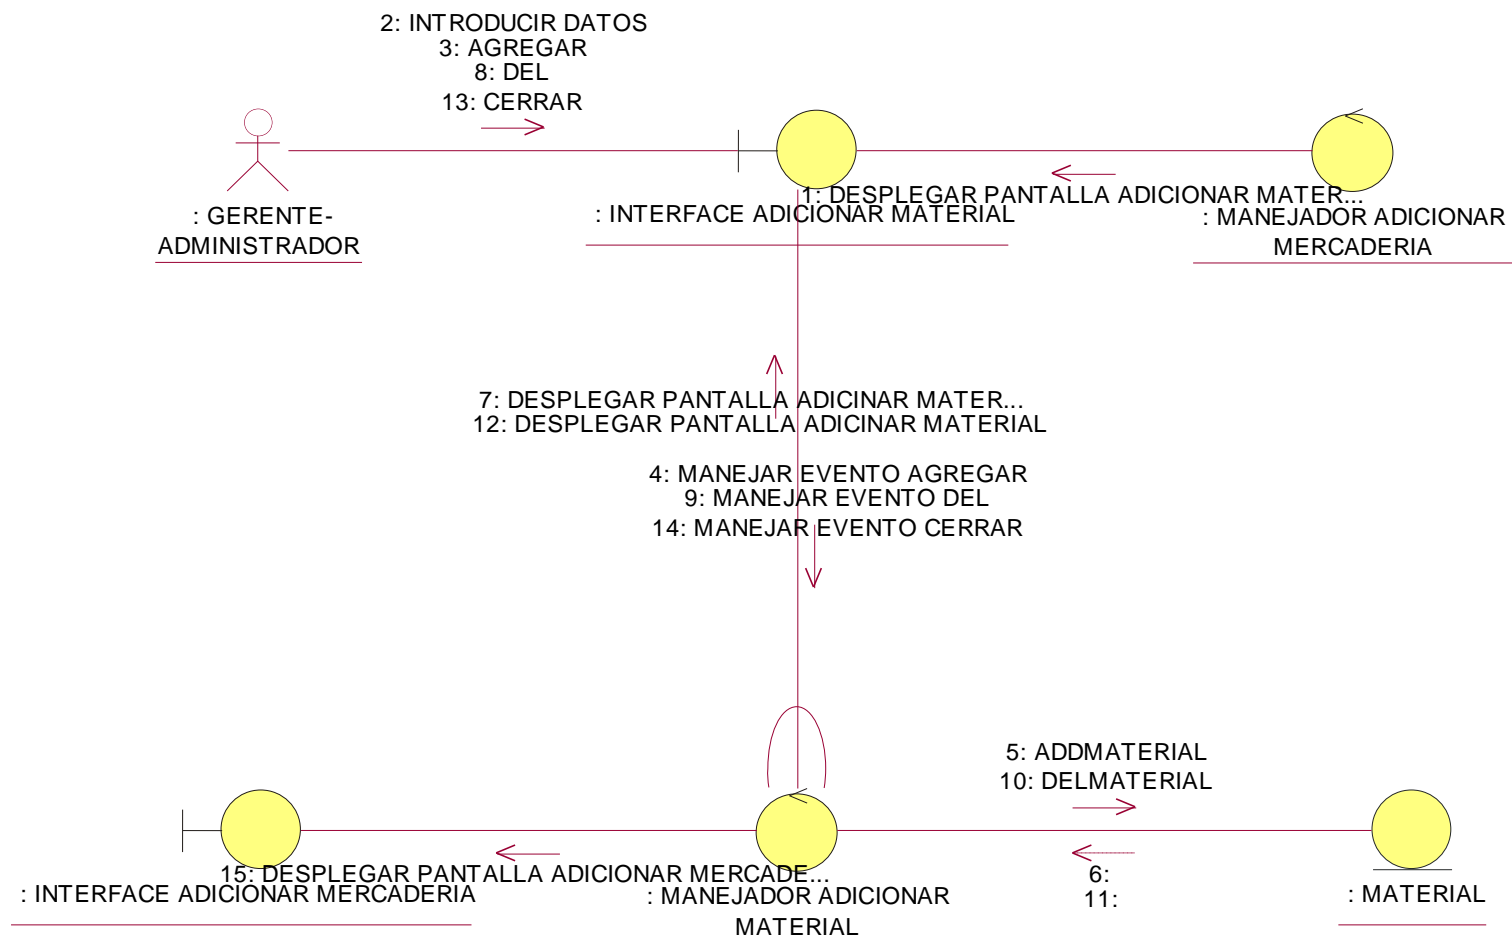 2: INTRODUCIR DATOS
3: AGREGAR
8: DEL
13: CERRAR
1: DESPLEGAR PANTALLA ADICIONAR MATER...
: GERENTE-
ADMINISTRADOR
: INTERFACE ADICIONAR MATERIAL
: MANEJADOR ADICIONAR
MERCADERIA
7: DESPLEGAR PANTALLA ADICINAR MATER...
12: DESPLEGAR PANTALLA ADICINAR MATERIAL
4: MANEJAR EVENTO AGREGAR
9: MANEJAR EVENTO DEL
14: MANEJAR EVENTO CERRAR
5: ADDMATERIAL
10: DELMATERIAL
15: DESPLEGAR PANTALLA ADICIONAR MERCADE...
6:
11:
: INTERFACE ADICIONAR MERCADERIA
: MANEJADOR ADICIONAR
MATERIAL
: MATERIAL